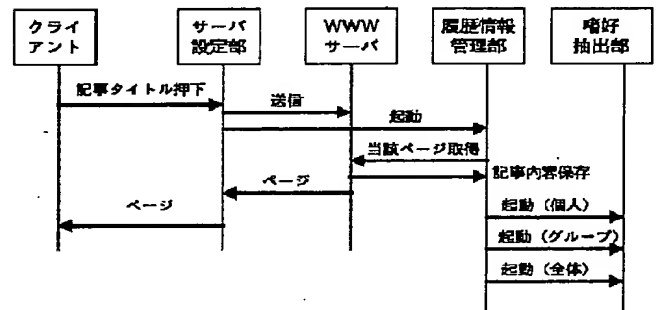 クライ
アント
サーバ
設定部
WWW
サーバ
履歴情報
管理部
嗜好
抽出部
記事タイトル押下
送信
起動
当該ページ取得
記事内容保存
ページ
ページ
起動（個人）
起動（グループ）
起動（全体）